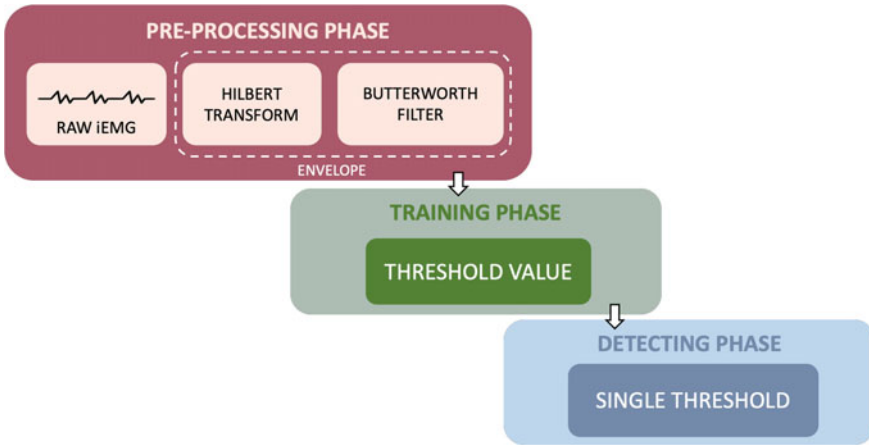 PRE-PROCESSING PHASE
RAW iEMG
HILBERT
TRANSFORM
BUTTERWORTH
FILTER
ENVELOPE
TRAINING PHASE
THRESHOLD VALUE
DETECTING PHASE
SINGLE THRESHOLD